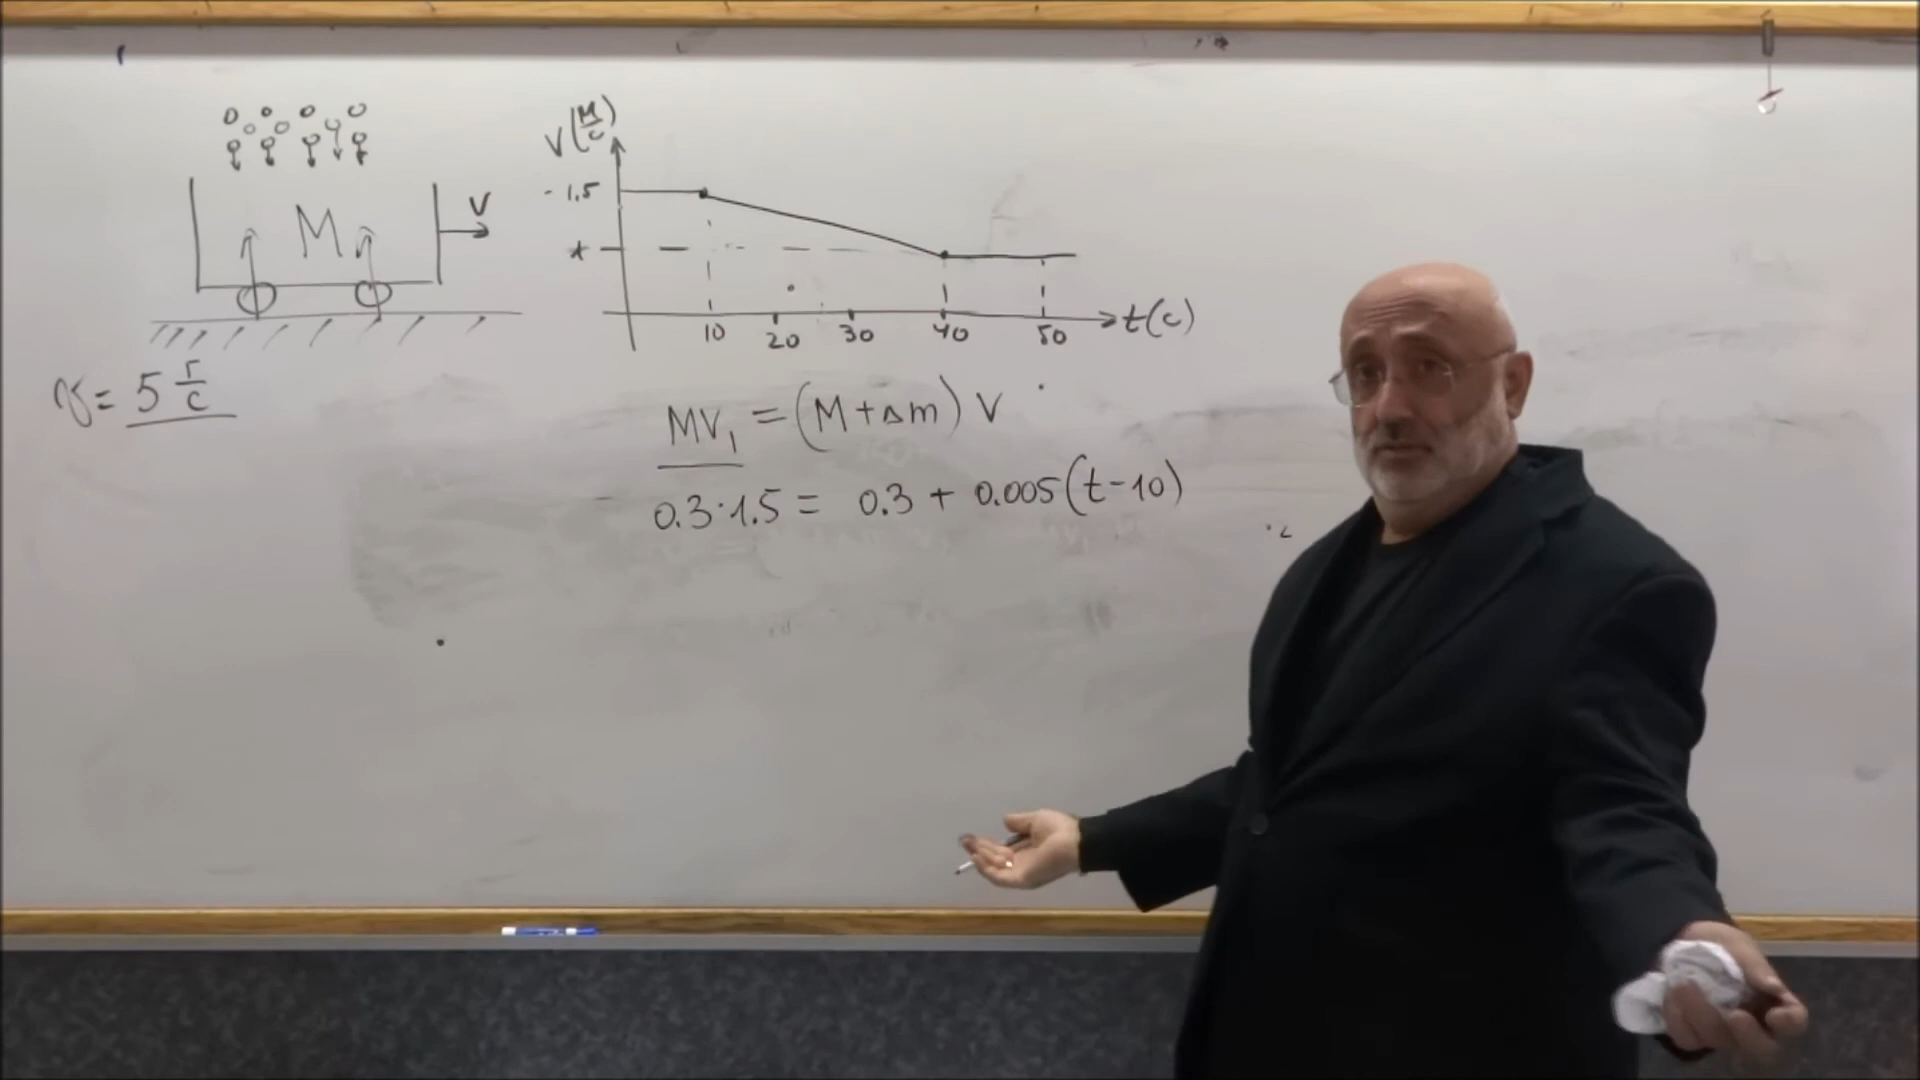 M
V
V(м/с)
1.5
10 20 30 40 50 t(c)
γ = 5 г/с
MV₁ = (M+Δm) V
0.3·1.5 = 0.3 + 0.005(t-10)